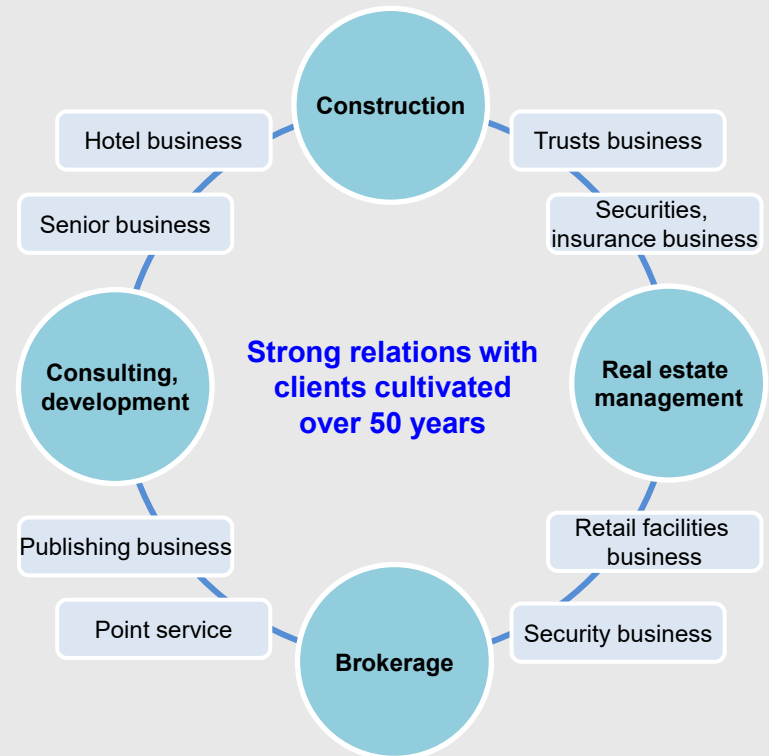 Construction
Hotel business
Trusts business
Senior business
Securities,
insurance business
Consulting,
development
Strong relations with
clients cultivated
over 50 years
Real estate
management
Publishing business
Retail facilities
business
Point service
Brokerage
Security business